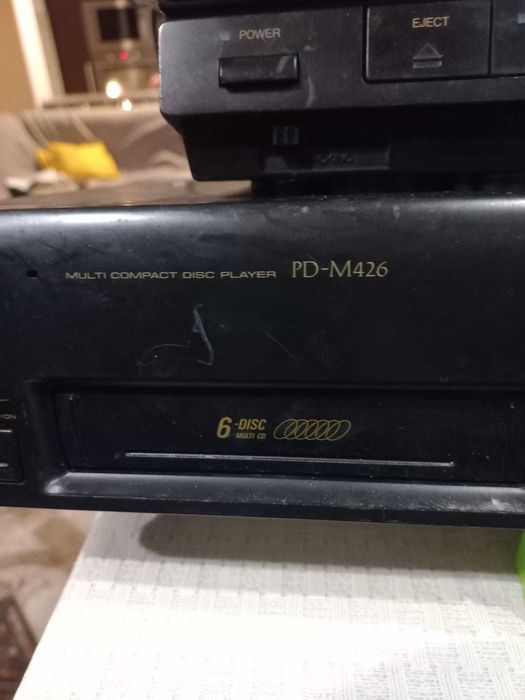 POWER
EJECT
MULTI COMPACT DISC PLAYER PD-M426
6-DISC
MULTI CD